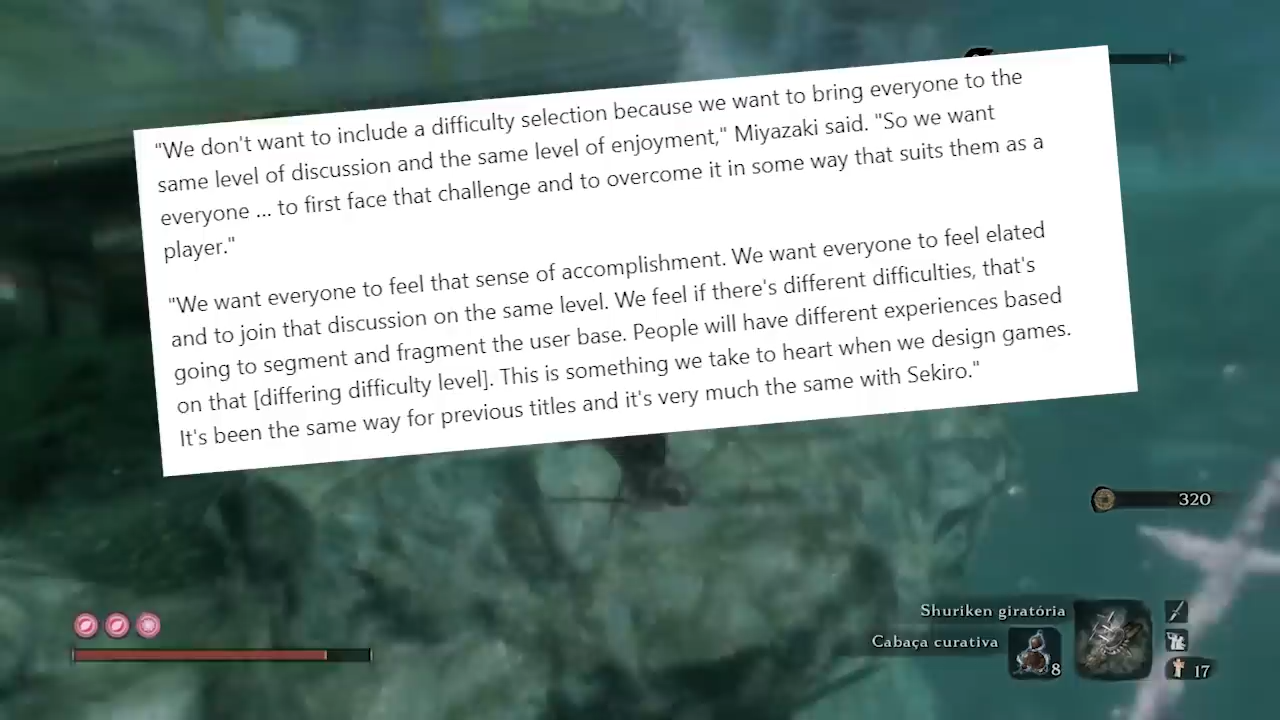 "We don't want to include a difficulty selection because we want to bring everyone to the
same level of discussion and the same level of enjoyment," Miyazaki said. "So we want
everyone ... to first face that challenge and to overcome it in some way that suits them as a
player."
"We want everyone to feel that sense of accomplishment. We want everyone to feel elated
and to join that discussion on the same level. We feel if there's different difficulties, that's
going to segment and fragment the user base. People will have different experiences based
on that [differing difficulty level]. This is something we take to heart when we design games.
It's been the same way for previous titles and it's very much the same with Sekiro."
320
Shuriken giratória
Cabaça curativa
8
17